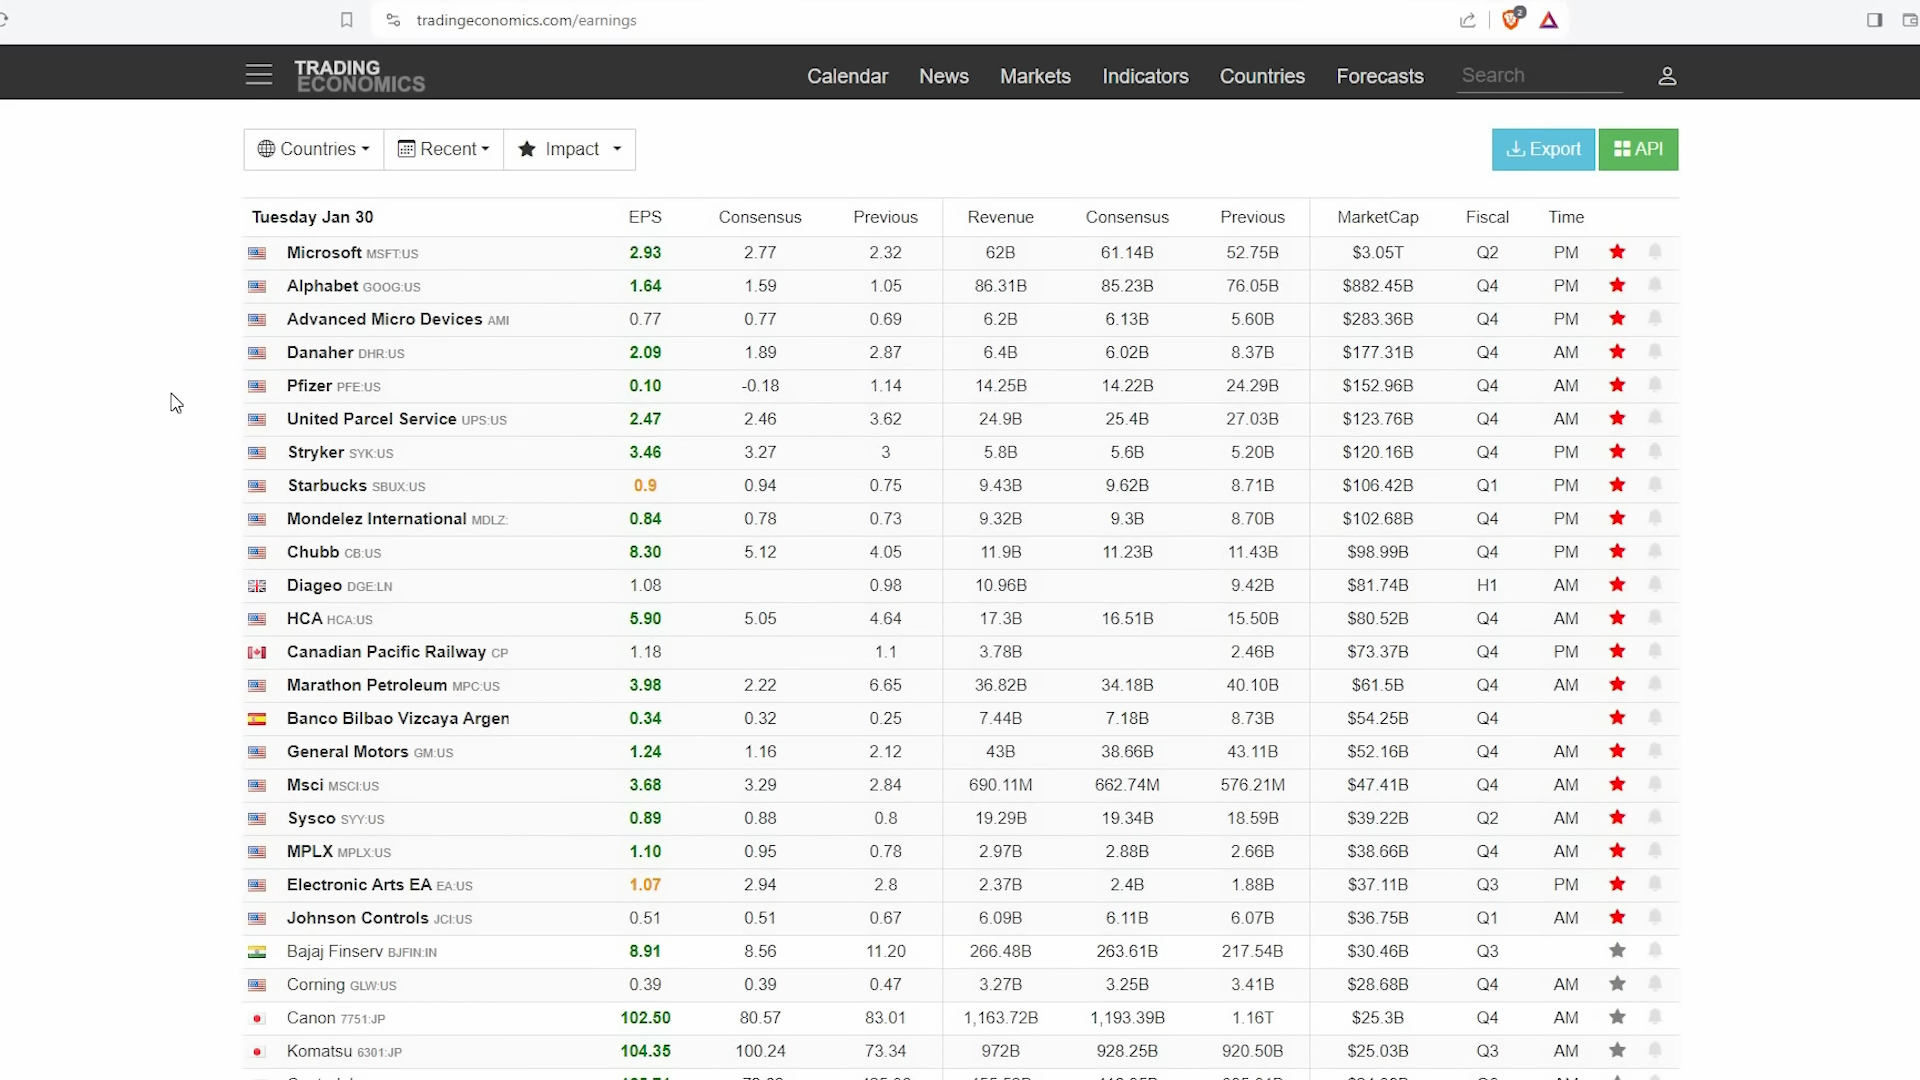 tradingeconomics.com/earnings
2
TRADING
ECONOMICS
Calendar News Markets Indicators Countries Forecasts Search
Countries Recent Impact Export API
Tuesday Jan 30 EPS Consensus Previous Revenue Consensus Previous MarketCap Fiscal Time
Microsoft MSFT:US 2.93 2.77 2.32 62B 61.14B 52.75B $3.05T Q2 PM
Alphabet GOOG:US 1.64 1.59 1.05 86.31B 85.23B 76.05B $882.45B Q4 PM
Advanced Micro Devices AMI 0.77 0.77 0.69 6.2B 6.13B 5.60B $283.36B Q4 PM
Danaher DHR:US 2.09 1.89 2.87 6.4B 6.02B 8.37B $177.31B Q4 AM
Pfizer PFE:US 0.10 -0.18 1.14 14.25B 14.22B 24.29B $152.96B Q4 AM
United Parcel Service UPS:US 2.47 2.46 3.62 24.9B 25.4B 27.03B $123.76B Q4 AM
Stryker SYK:US 3.46 3.27 3 5.8B 5.6B 5.20B $120.16B Q4 PM
Starbucks SBUX:US 0.9 0.94 0.75 9.43B 9.62B 8.71B $106.42B Q1 PM
Mondelez International MDLZ: 0.84 0.78 0.73 9.32B 9.3B 8.70B $102.68B Q4 PM
Chubb CB:US 8.30 5.12 4.05 11.9B 11.23B 11.43B $98.99B Q4 PM
Diageo DGE:LN 1.08 0.98 10.96B 9.42B $81.74B H1 AM
HCA HCA:US 5.90 5.05 4.64 17.3B 16.51B 15.50B $80.52B Q4 AM
Canadian Pacific Railway CP 1.18 1.1 3.78B 2.46B $73.37B Q4 PM
Marathon Petroleum MPC:US 3.98 2.22 6.65 36.82B 34.18B 40.10B $61.5B Q4 AM
Banco Bilbao Vizcaya Argen 0.34 0.32 0.25 7.44B 7.18B 8.73B $54.25B Q4
General Motors GM:US 1.24 1.16 2.12 43B 38.66B 43.11B $52.16B Q4 AM
Msci MSCI:US 3.68 3.29 2.84 690.11M 662.74M 576.21M $47.41B Q4 AM
Sysco SYY:US 0.89 0.88 0.8 19.29B 19.34B 18.59B $39.22B Q2 AM
MPLX MPLX:US 1.10 0.95 0.78 2.97B 2.88B 2.66B $38.66B Q4 AM
Electronic Arts EA EA:US 1.07 2.94 2.8 2.37B 2.4B 1.88B $37.11B Q3 PM
Johnson Controls JCI:US 0.51 0.51 0.67 6.09B 6.11B 6.07B $36.75B Q1 AM
Bajaj Finserv BJFIN:IN 8.91 8.56 11.20 266.48B 263.61B 217.54B $30.46B Q3
Corning GLW:US 0.39 0.39 0.47 3.27B 3.25B 3.41B $28.68B Q4 AM
Canon 7751:JP 102.50 80.57 83.01 1,163.72B 1,193.39B 1.16T $25.3B Q4 AM
Komatsu 6301:JP 104.35 100.24 73.34 972B 928.25B 920.50B $25.03B Q3 AM